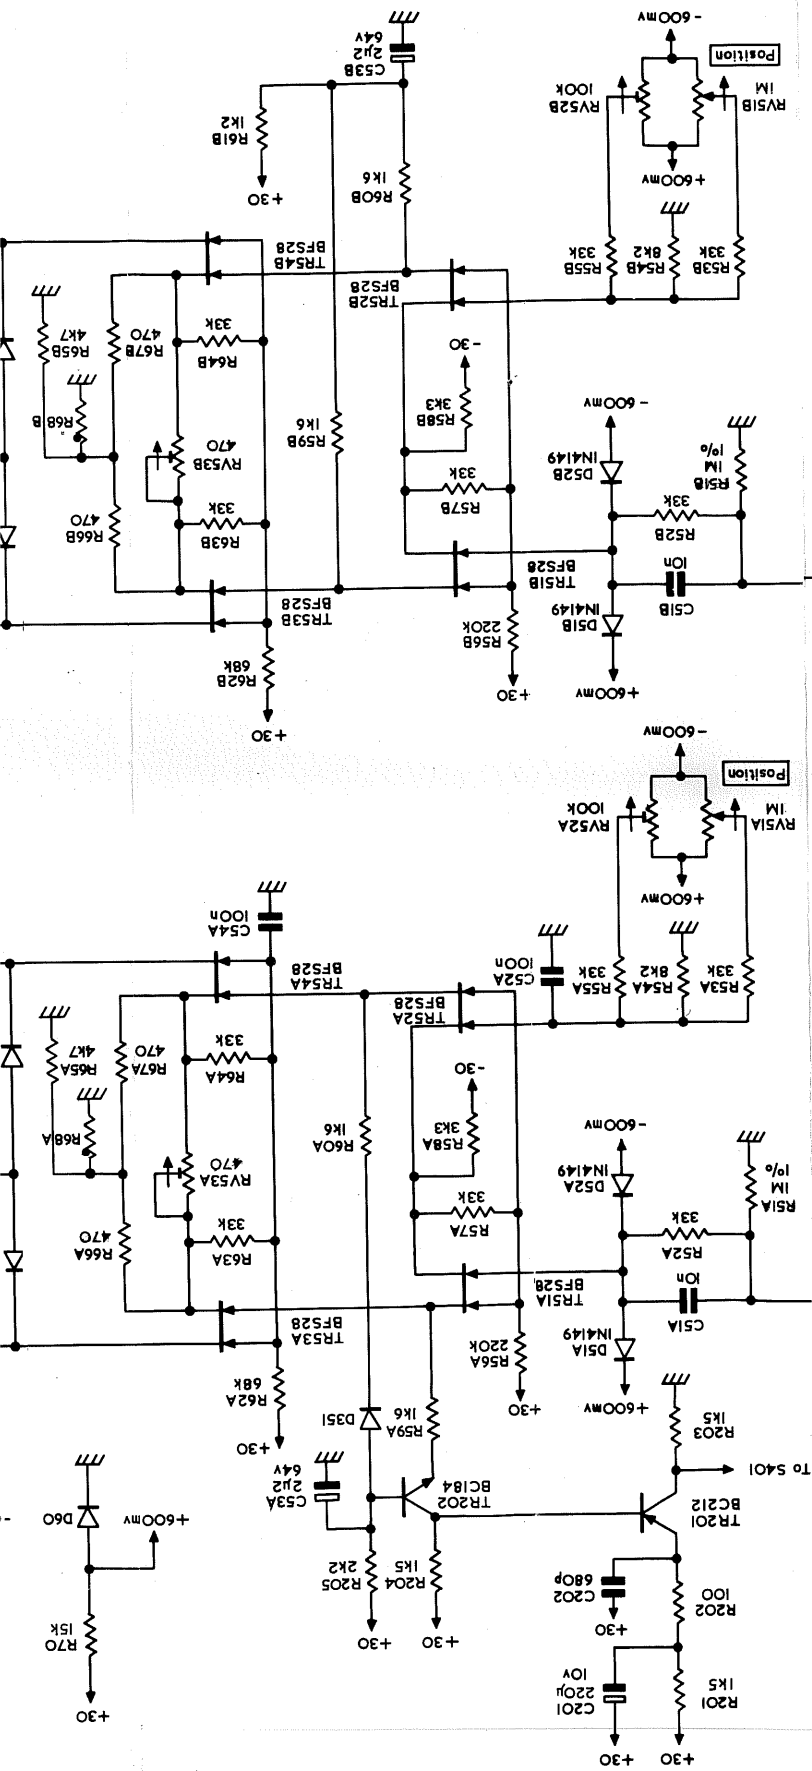 +30
+30
R201
1k5
C201
220µ
10v
+30
R202
100
C202
680p
+30
+30
+30
R204
1k5
R205
2k2
R70
15k
TR201
BC212
To S401
TR202
BC184
C53A
2µ2
64v
+600mv
D60
R203
1k5
+600mv
+30
R59A
1k6
D351
+30
D51A
1N4149
R56A
220k
R62A
68k
C51A
10n
TR51A
BFS28
TR53A
BFS28
R52A
33k
R57A
33k
R63A
33k
R66A
470
R51A
1M
1%
D52A
1N4149
-600mv
R58A
3k3
-30
R60A
1k6
RV53A
470
R68A
R64A
33k
R67A
470
R65A
4k7
R53A
33k
R54A
8k2
R55A
33k
C52A
100n
TR52A
BFS28
TR54A
BFS28
C54A
100n
+600mv
RV51A
1M
RV52A
100k
Position
-600mv
+30
+600mv
+30
R62B
68k
D51B
1N4149
R56B
220k
C51B
10n
TR51B
BFS28
TR53B
BFS28
R52B
33k
R57B
33k
R63B
33k
R66B
470
R51B
1M
1%
D52B
1N4149
-600mv
R58B
3k3
-30
R59B
1k6
RV53B
470
R68B
R64B
33k
R67B
470
R65B
4k7
R53B
33k
R54B
8k2
R55B
33k
TR52B
BFS28
TR54B
BFS28
+600mv
R60B
1k6
+30
R61B
1k2
RV51B
1M
RV52B
100k
Position
-600mv
C53B
2µ2
64v